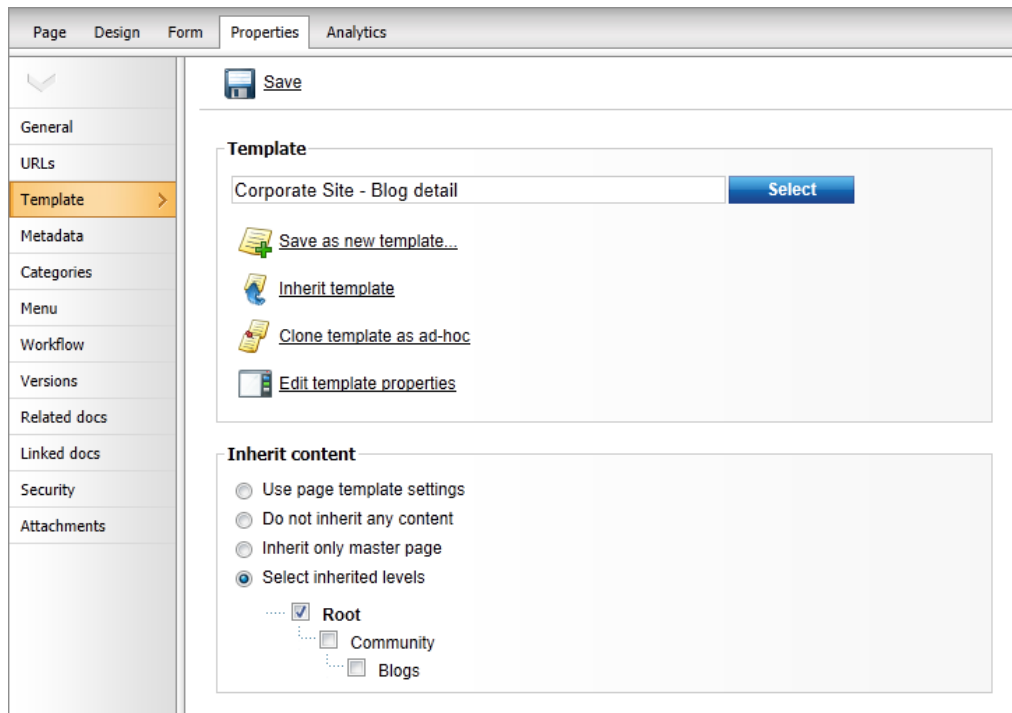 Page Design Form Properties Analytics
Save
General
URLs
Template
Metadata
Categories
Menu
Workflow
Versions
Related docs
Linked docs
Security
Attachments
Template
Corporate Site - Blog detail Select
Save as new template...
Inherit template
Clone template as ad-hoc
Edit template properties
Inherit content
Use page template settings
Do not inherit any content
Inherit only master page
Select inherited levels
Root
Community
Blogs